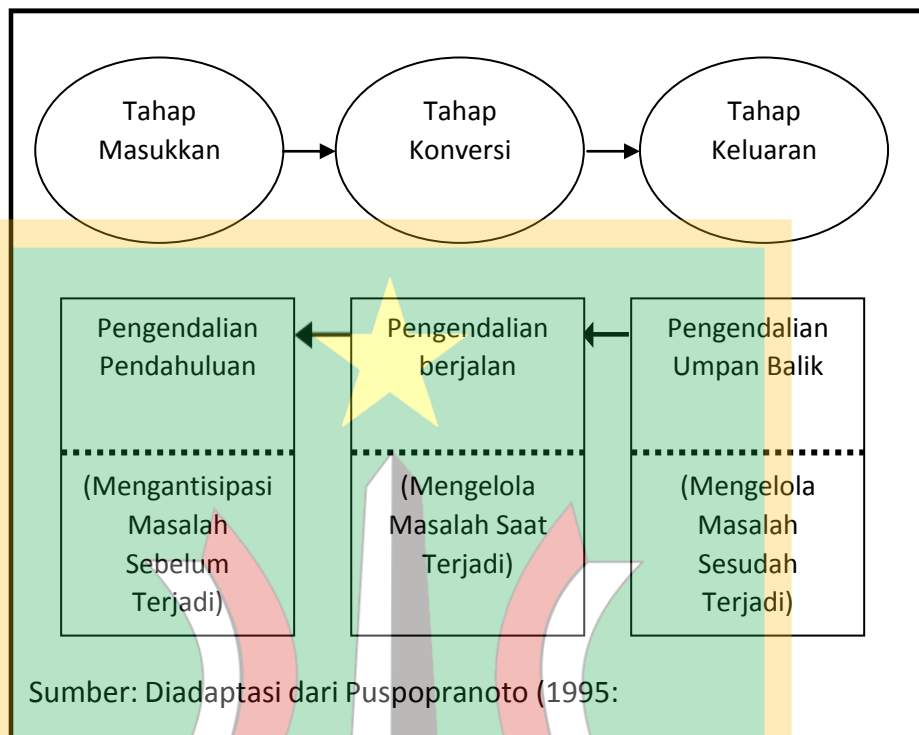 Tahap
Masukkan
Tahap
Konversi
Tahap
Keluaran
Pengendalian
Pendahuluan
Pengendalian
berjalan
Pengendalian
Umpan Balik
(Mengantisipasi
Masalah
Sebelum
Terjadi)
(Mengelola
Masalah Saat
Terjadi)
(Mengelola
Masalah
Sesudah
Terjadi)
Sumber: Diadaptasi dari Puspopranoto (1995: